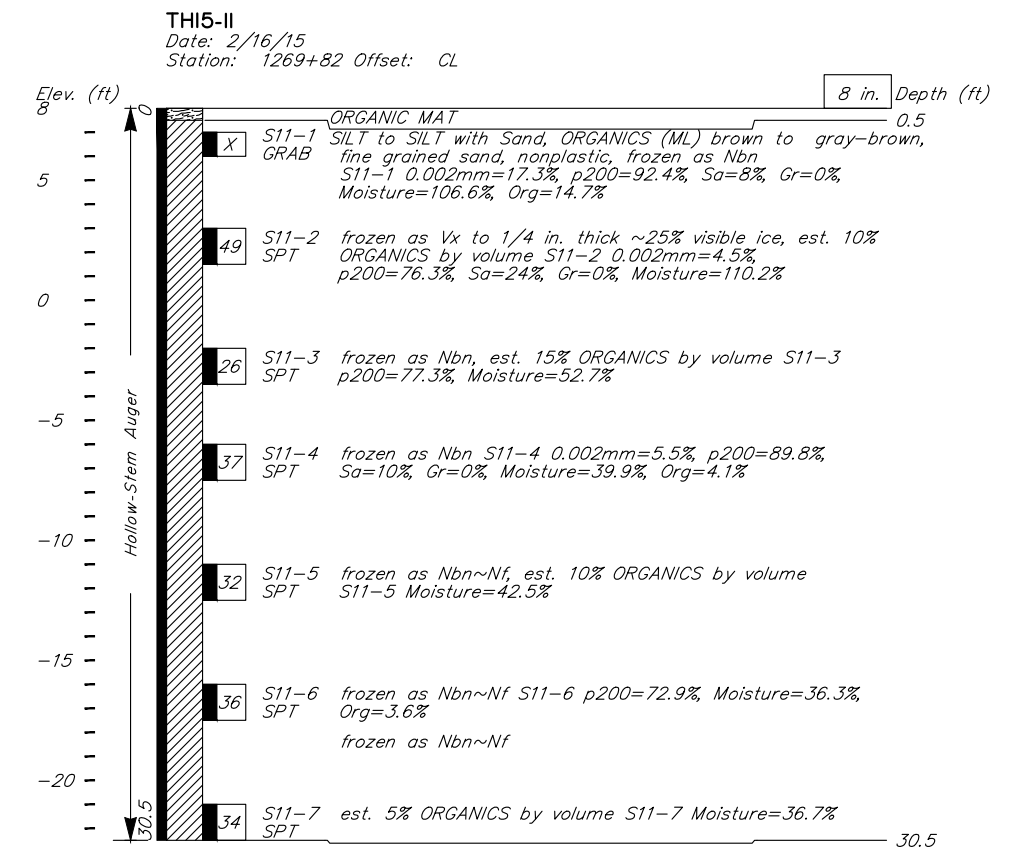 TH15-11
Date: 2/16/15
Station: 1269+82 Offset: CL
Elev. (ft)
8 in. Depth (ft)
8
0
ORGANIC MAT
0.5
X
S11-1
GRAB
SILT to SILT with Sand, ORGANICS (ML) brown to gray-brown,
fine grained sand, nonplastic, frozen as Nbn
S11-1 0.002mm=17.3%, p200=92.4%, Sa=8%, Gr=0%,
Moisture=106.6%, Org=14.7%
5
49
S11-2
SPT
frozen as Vx to 1/4 in. thick ~25% visible ice, est. 10%
ORGANICS by volume S11-2 0.002mm=4.5%,
p200=76.3%, Sa=24%, Gr=0%, Moisture=110.2%
0
26
S11-3
SPT
frozen as Nbn, est. 15% ORGANICS by volume S11-3
p200=77.3%, Moisture=52.7%
-5
Hollow-Stem Auger
37
S11-4
SPT
frozen as Nbn S11-4 0.002mm=5.5%, p200=89.8%,
Sa=10%, Gr=0%, Moisture=39.9%, Org=4.1%
-10
32
S11-5
SPT
frozen as Nbn~Nf, est. 10% ORGANICS by volume
S11-5 Moisture=42.5%
-15
36
S11-6
SPT
frozen as Nbn~Nf S11-6 p200=72.9%, Moisture=36.3%,
Org=3.6%
frozen as Nbn~Nf
-20
30.5
34
S11-7
SPT
est. 5% ORGANICS by volume S11-7 Moisture=36.7%
30.5